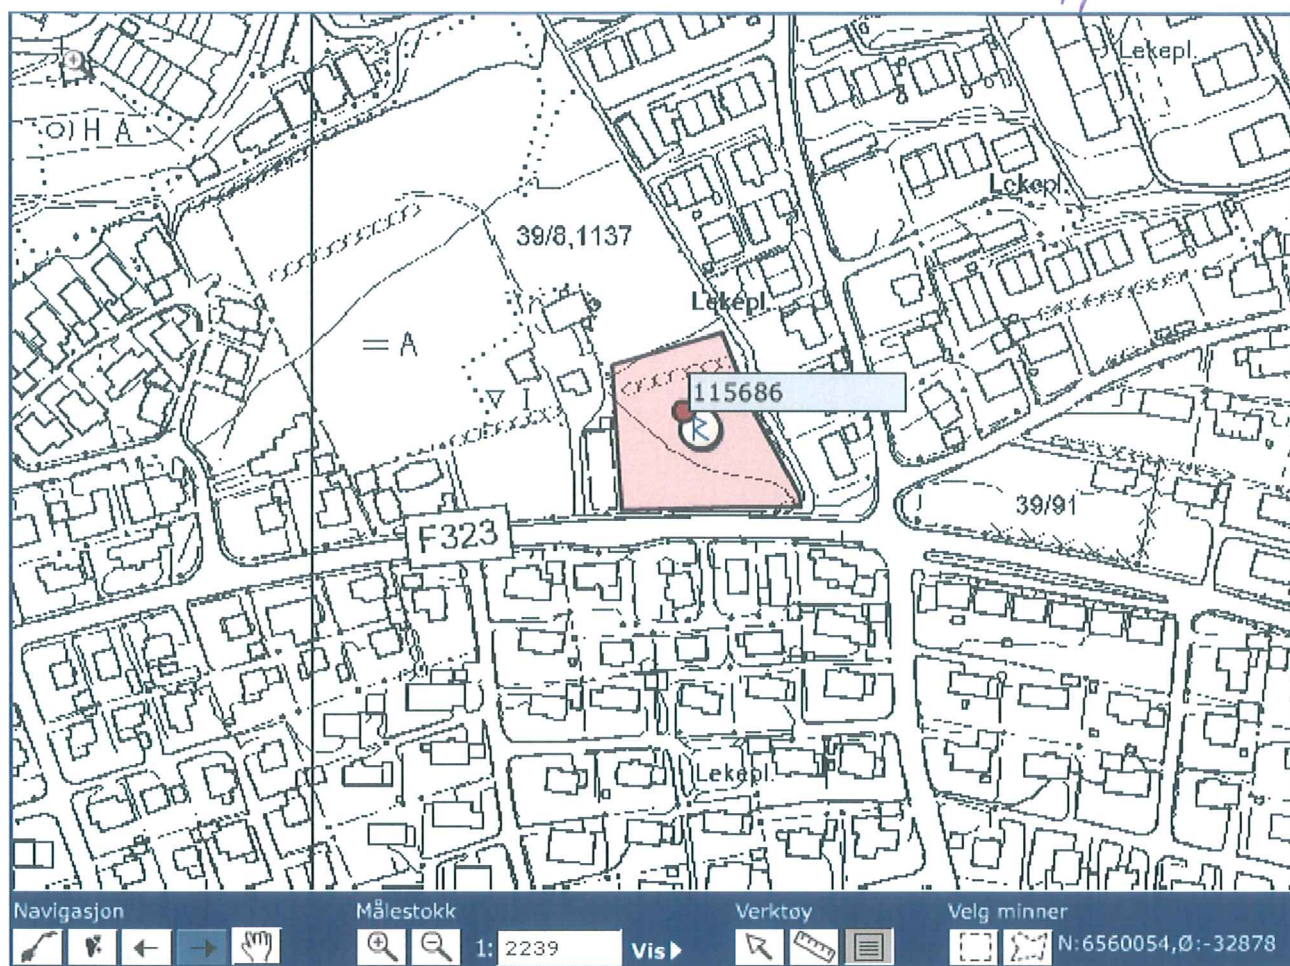 Lekepl.
H A
Lekepl.
39/8,1137
Lekepl.
= A
115686
R
I
39/91
F323
Lekepl.
Navigasjon
Målestokk
Verktøy
Velg minner
1: 2239
Vis
N:6560054,Ø:-32878